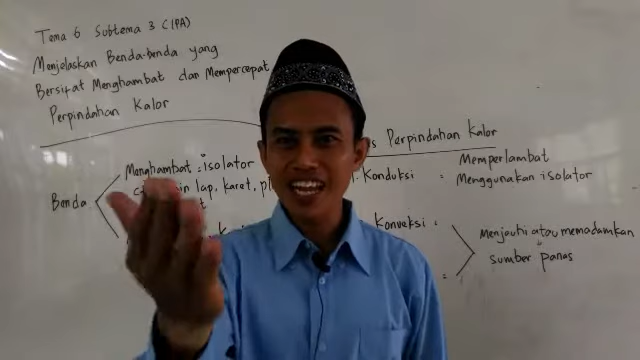 Tema 6 Subtema 3 (IPA)
Menjelaskan Benda-benda yang
Bersifat Menghambat dan Mempercepat
Perpindahan Kalor
Benda
Menghambat : isolator
lap, karet,
Perpindahan kalor
Konduksi : Memperlambat
Menggunakan isolator
Konveksi :
Menjauhi atau memadamkan
sumber panas